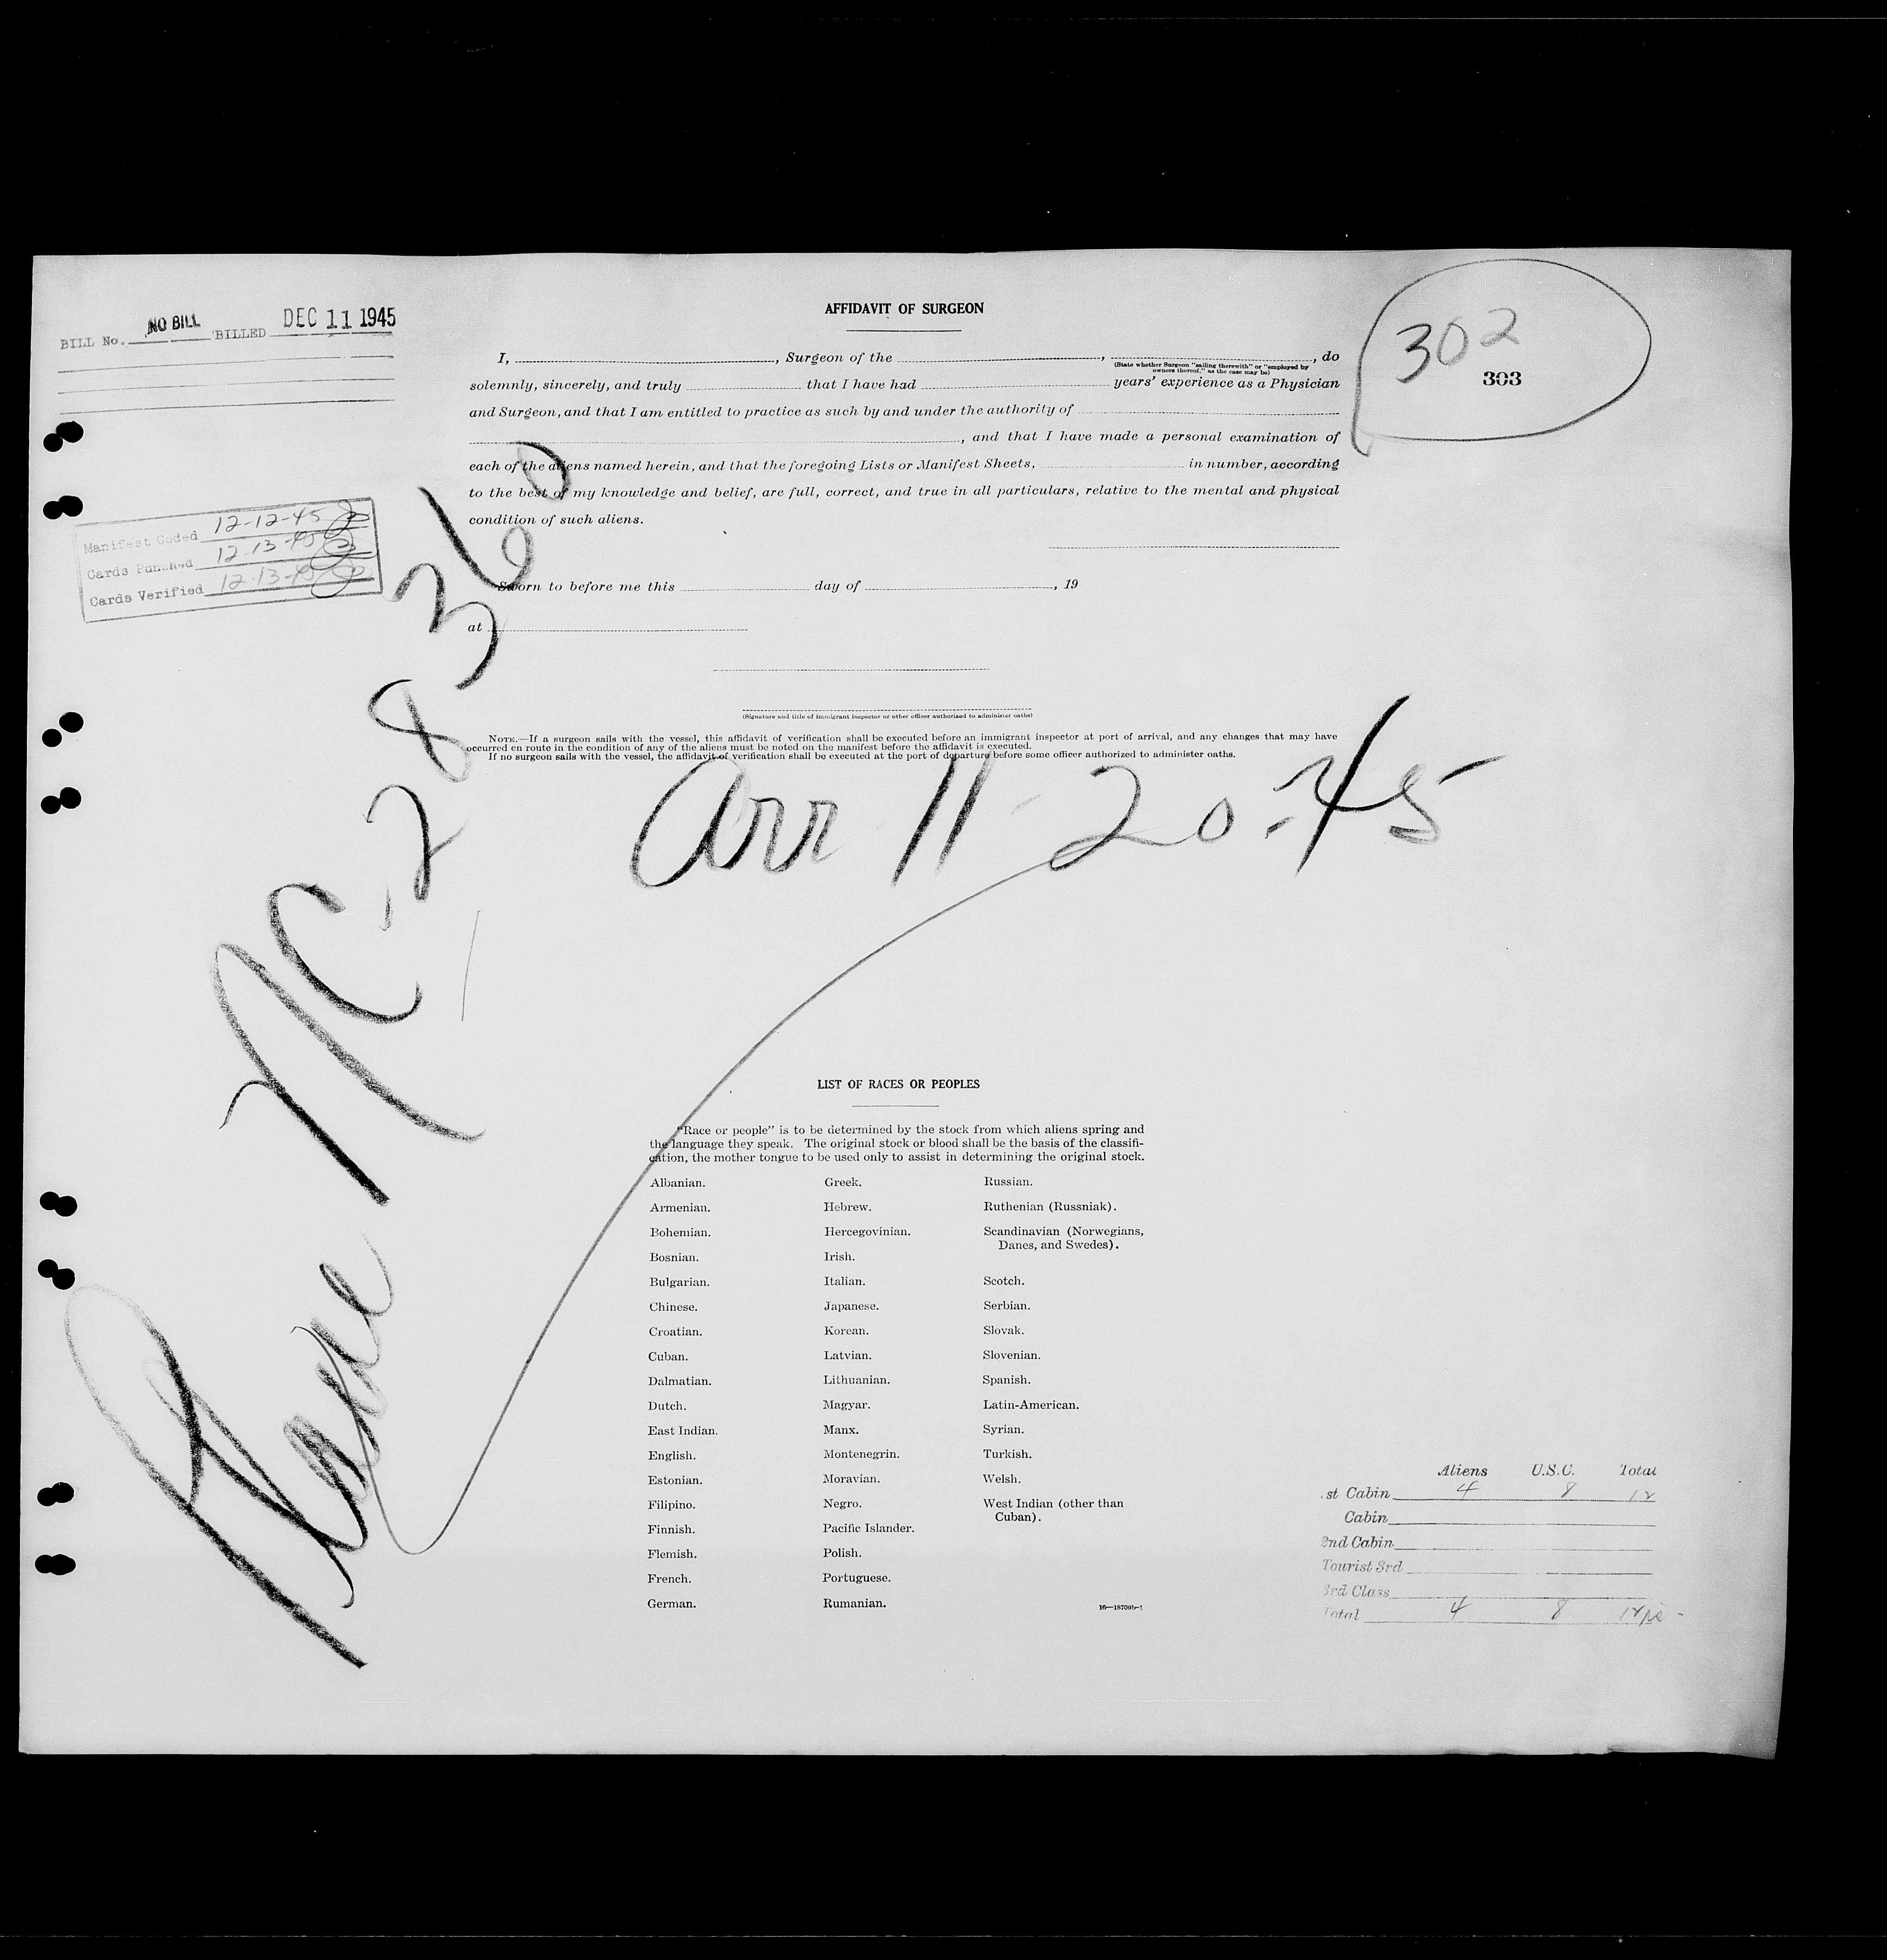 BILL No. NO BILL BILLED DEC 11 1945
AFFIDAVIT OF SURGEON
302
303
I, , Surgeon of the , , do
(State whether Surgeon "sailing therewith" or "employed by
owners thereof," as the case may be)
solemnly, sincerely, and truly that I have had years' experience as a Physician
and Surgeon, and that I am entitled to practice as such by and under the authority of
, and that I have made a personal examination of
each of the aliens named herein, and that the foregoing Lists or Manifest Sheets, in number, according
to the best of my knowledge and belief, are full, correct, and true in all particulars, relative to the mental and physical
condition of such aliens.
Manifest Coded 12-12-45
Cards Punched 12-13-45
Cards Verified 12-13-45
Sworn to before me this day of , 19
at
(Signature and title of immigrant inspector or other officer authorized to administer oaths)
NOTE.—If a surgeon sails with the vessel, this affidavit of verification shall be executed before an immigrant inspector at port of arrival, and any changes that may have
occurred en route in the condition of any of the aliens must be noted on the manifest before the affidavit is executed.
If no surgeon sails with the vessel, the affidavit of verification shall be executed at the port of departure before some officer authorized to administer oaths.
Plane NC-28360
Arr 11-20-45
LIST OF RACES OR PEOPLES
"Race or people" is to be determined by the stock from which aliens spring and
the language they speak. The original stock or blood shall be the basis of the classifi-
cation, the mother tongue to be used only to assist in determining the original stock.
Albanian.
Armenian.
Bohemian.
Bosnian.
Bulgarian.
Chinese.
Croatian.
Cuban.
Dalmatian.
Dutch.
East Indian.
English.
Estonian.
Filipino.
Finnish.
Flemish.
French.
German.
Greek.
Hebrew.
Hercegovinian.
Irish.
Italian.
Japanese.
Korean.
Latvian.
Lithuanian.
Magyar.
Manx.
Montenegrin.
Moravian.
Negro.
Pacific Islander.
Polish.
Portuguese.
Rumanian.
Russian.
Ruthenian (Russniak).
Scandinavian (Norwegians,
Danes, and Swedes).
Scotch.
Serbian.
Slovak.
Slovenian.
Spanish.
Latin-American.
Syrian.
Turkish.
Welsh.
West Indian (other than
Cuban).
Aliens U.S.C. Total
st Cabin 4 8 12
Cabin
2nd Cabin
Tourist 3rd
3rd Class
Total 4 8 12